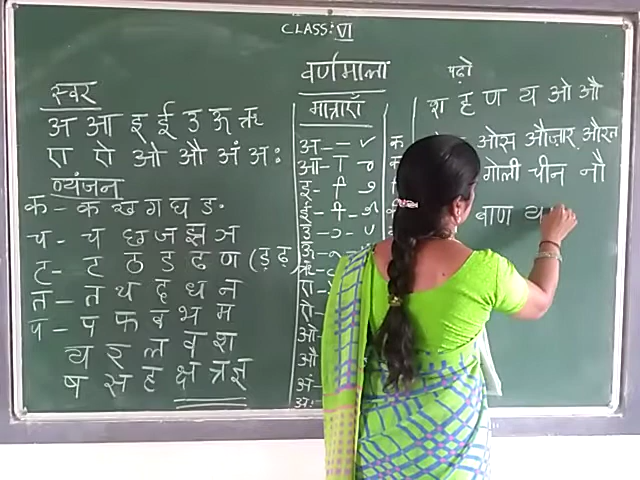 CLASS: VI
वर्णमाला
स्वर
अ आ इ ई उ ऊ ऋ
ए ऐ ओ औ अं अः
व्यंजन
क- क ख ग घ ङ
च- च छ ज झ ञ
ट- ट ठ ड ढ ण (ड़ ढ़)
त- त थ द ध न
प- प फ ब भ म
य र ल व श
ष स ह क्ष त्र ज्ञ
मात्राएँ
अ-
आ- ा
इ- ि
ई- ी
उ- ु
ऊ-
ऋ-
ए-
ऐ-
ओ-
औ-
अं-
अः-
पढ़ो
श ह ण य ओ औ
ओस औज़ार, औरत
गोली चीन नौ
बाण य